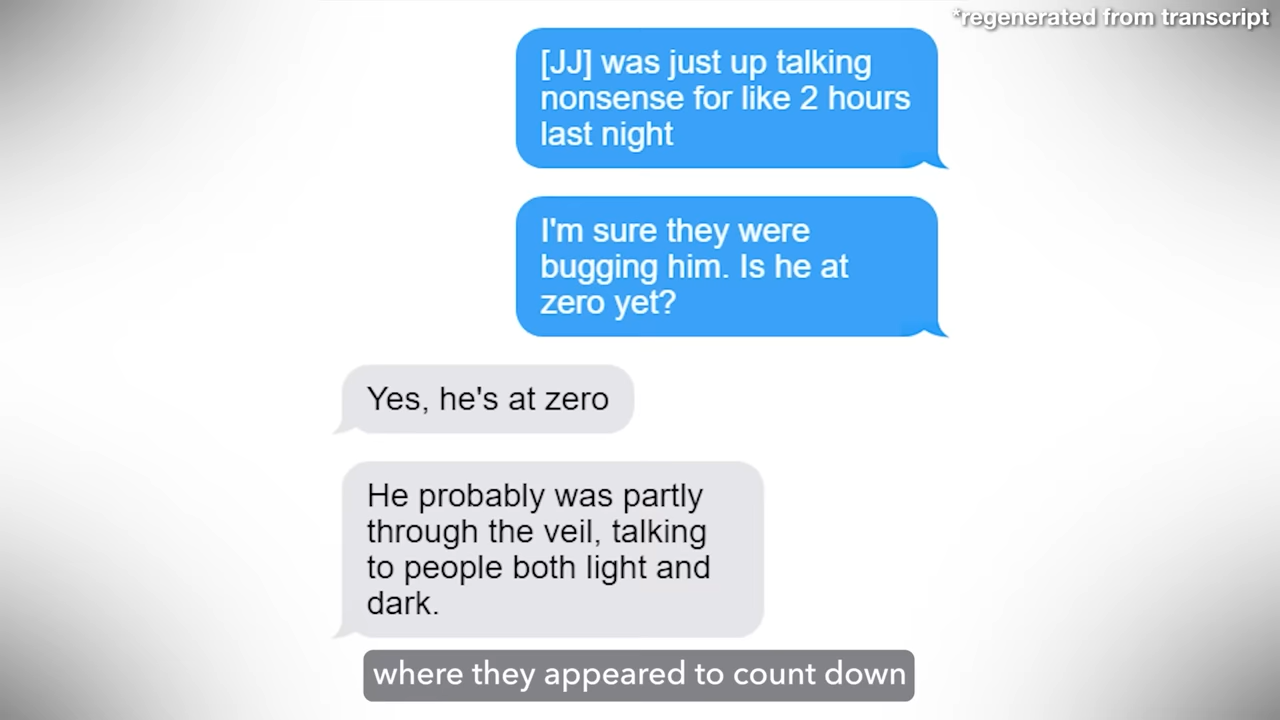 *regenerated from transcript
[JJ] was just up talking
nonsense for like 2 hours
last night
I'm sure they were
bugging him. Is he at
zero yet?
Yes, he's at zero
He probably was partly
through the veil, talking
to people both light and
dark.
where they appeared to count down